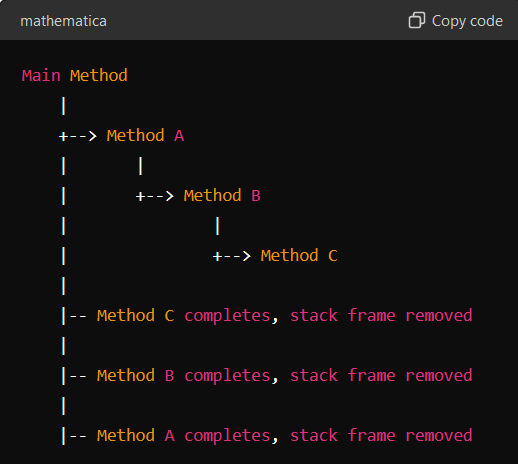 mathematica Copy code
Main Method
    |
    +--> Method A
    |       |
    |       +--> Method B
    |               |
    |               +--> Method C
    |
    |-- Method C completes, stack frame removed
    |
    |-- Method B completes, stack frame removed
    |
    |-- Method A completes, stack frame removed